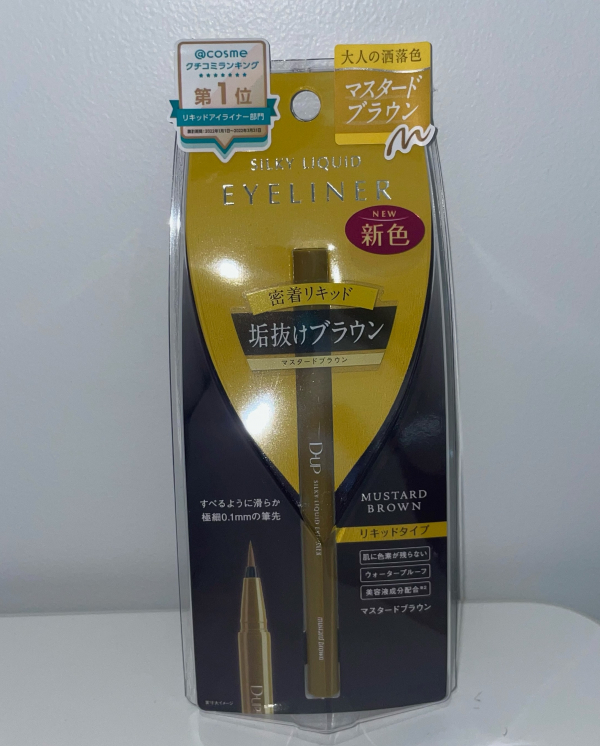 @cosme
クチコミランキング
★★★★★★★
第1位
リキッドアイライナー部門
大人の洒落色
マスタード
ブラウン
SILKY LIQUID
EYELINER
NEW
新色
密着リキッド
垢抜けブラウン
マスタードブラウン
D-UP SILKY LIQUID EYELINER
mustard brown
すべるように滑らか
極細0.1mmの筆先
D-UP
MUSTARD
BROWN
リキッドタイプ
肌に色素が残らない
ウォータープルーフ
美容液成分配合※2
マスタードブラウン